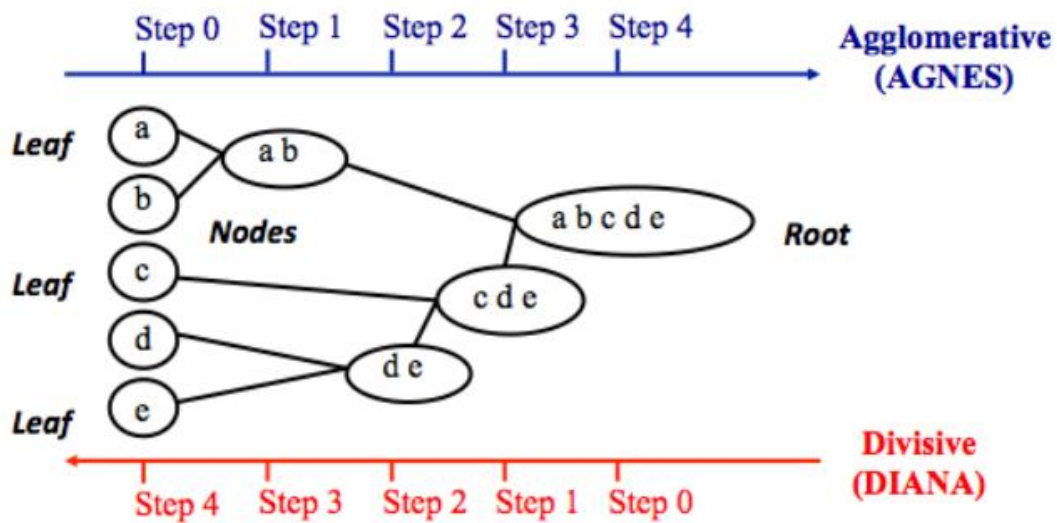 Step 0 Step 1 Step 2 Step 3 Step 4
Agglomerative
(AGNES)
Leaf
a
a b
b
Nodes
a b c d e
Root
Leaf
c
c d e
d
d e
Leaf
e
Divisive
(DIANA)
Step 4 Step 3 Step 2 Step 1 Step 0